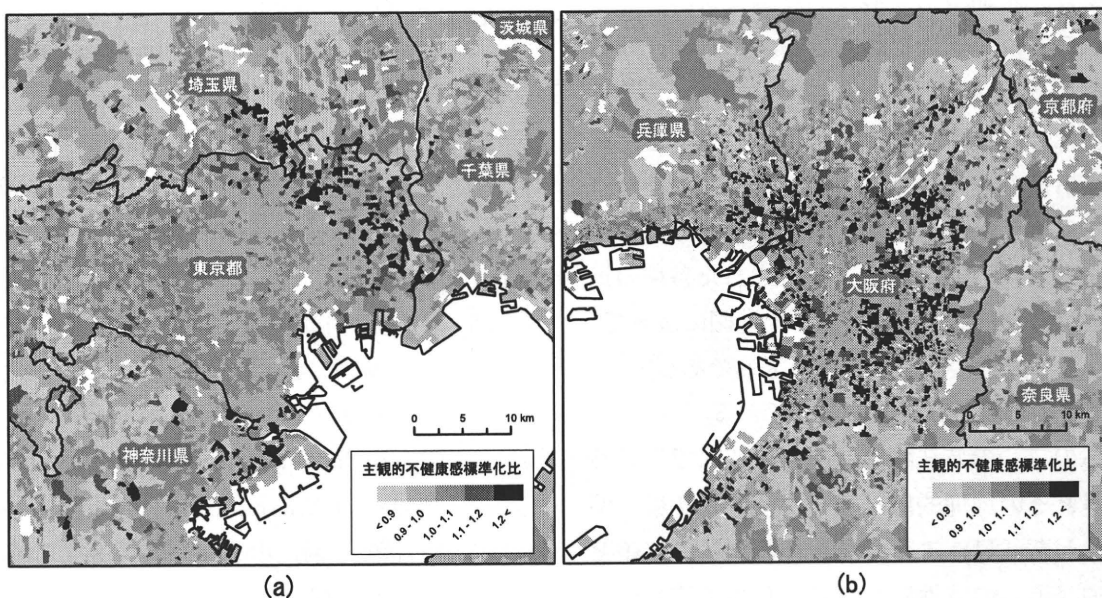 茨城県
埼玉県
千葉県
東京都
神奈川県
0 5 10 km
主観的不健康感標準化比
< 0.9
0.9 - 1.0
1.0 - 1.1
1.1 - 1.2
1.2 <
(a)
京都府
兵庫県
大阪府
奈良県
0 5 10 km
主観的不健康感標準化比
< 0.9
0.9 - 1.0
1.0 - 1.1
1.1 - 1.2
1.2 <
(b)